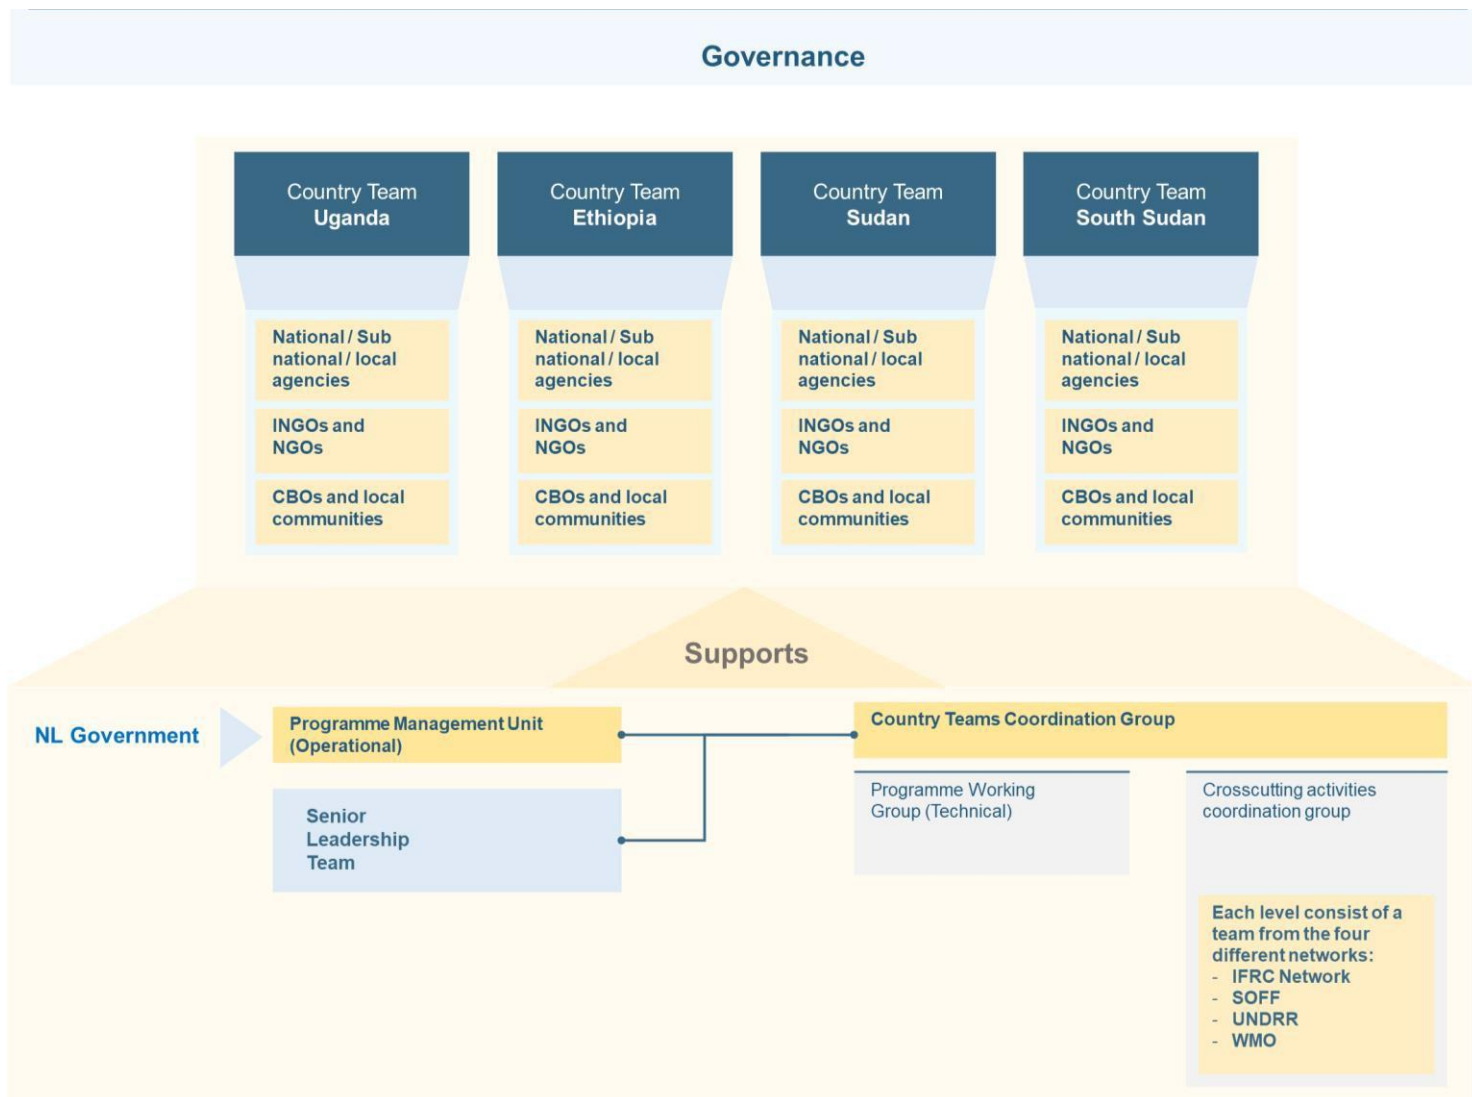 Governance
Country Team
Uganda
National / Sub
national / local
agencies
INGOs and
NGOs
CBOs and local
communities
Country Team
Ethiopia
National / Sub
national / local
agencies
INGOs and
NGOs
CBOs and local
communities
Country Team
Sudan
National / Sub
national / local
agencies
INGOs and
NGOs
CBOs and local
communities
Country Team
South Sudan
National / Sub
national / local
agencies
INGOs and
NGOs
CBOs and local
communities
Supports
NL Government
Programme Management Unit
(Operational)
Senior
Leadership
Team
Country Teams Coordination Group
Programme Working
Group (Technical)
Crosscutting activities
coordination group
Each level consist of a
team from the four
different networks:
- IFRC Network
- SOFF
- UNDRR
- WMO